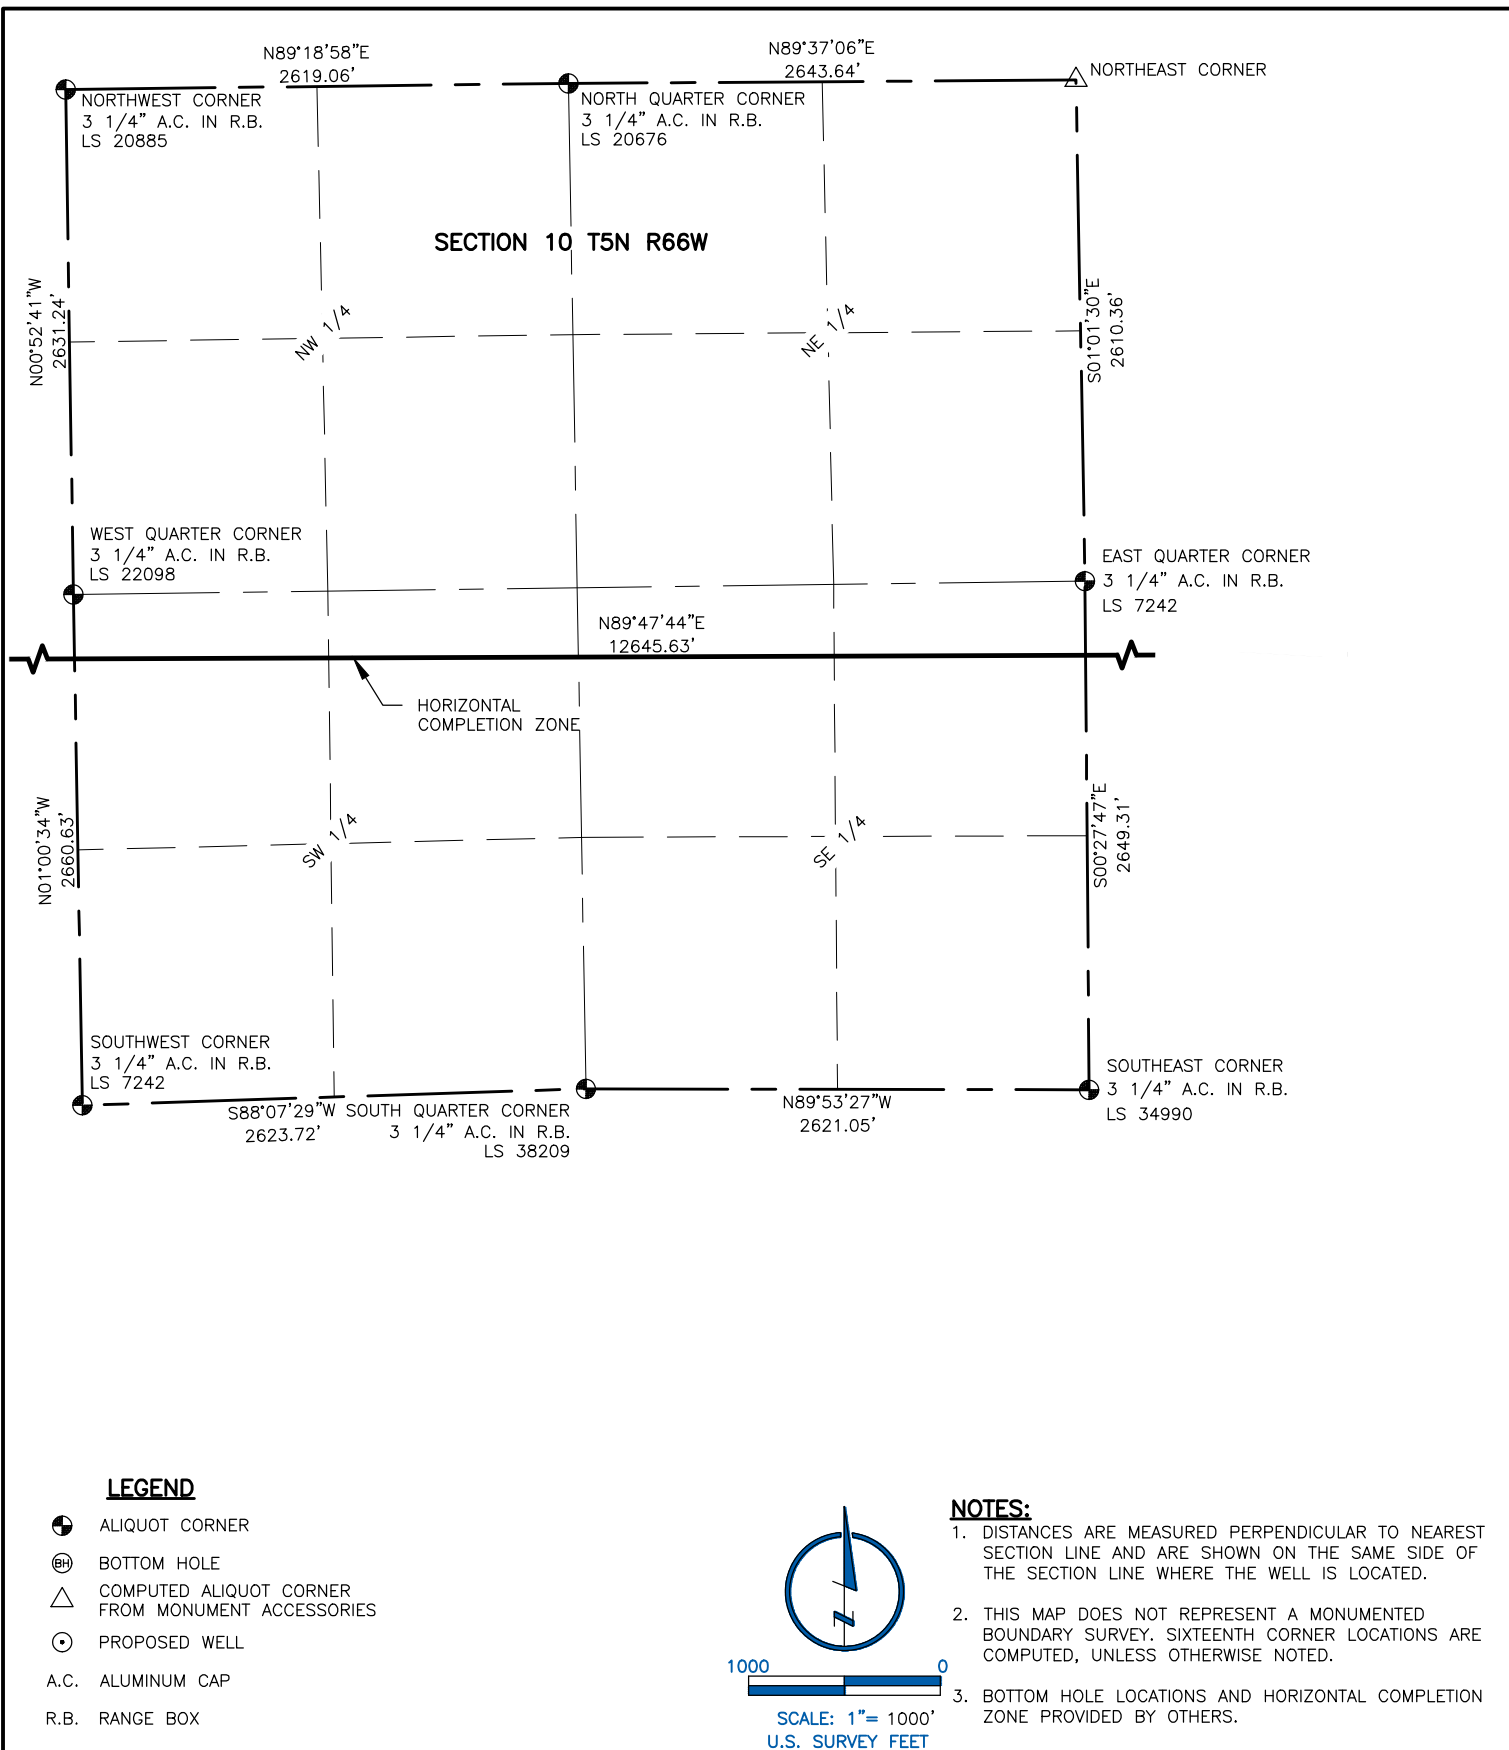 N89°18'58"E
2619.06'
N89°37'06"E
2643.64'
NORTHEAST CORNER
NORTHWEST CORNER
3 1/4" A.C. IN R.B.
LS 20885
NORTH QUARTER CORNER
3 1/4" A.C. IN R.B.
LS 20676
SECTION 10 T5N R66W
N00°52'41"W
2631.24'
NW 1/4
NE 1/4
S01°01'30"E
2610.36'
WEST QUARTER CORNER
3 1/4" A.C. IN R.B.
LS 22098
EAST QUARTER CORNER
3 1/4" A.C. IN R.B.
LS 7242
N89°47'44"E
12645.63'
HORIZONTAL
COMPLETION ZONE
N01°00'34"W
2660.63'
SW 1/4
SE 1/4
S00°27'47"E
2649.31'
SOUTHWEST CORNER
3 1/4" A.C. IN R.B.
LS 7242
S88°07'29"W
2623.72'
SOUTH QUARTER CORNER
3 1/4" A.C. IN R.B.
LS 38209
N89°53'27"W
2621.05'
SOUTHEAST CORNER
3 1/4" A.C. IN R.B.
LS 34990
LEGEND
ALIQUOT CORNER
BH BOTTOM HOLE
COMPUTED ALIQUOT CORNER
FROM MONUMENT ACCESSORIES
PROPOSED WELL
A.C. ALUMINUM CAP
R.B. RANGE BOX
N
1000 0
SCALE: 1"= 1000'
U.S. SURVEY FEET
NOTES:
1. DISTANCES ARE MEASURED PERPENDICULAR TO NEAREST
SECTION LINE AND ARE SHOWN ON THE SAME SIDE OF
THE SECTION LINE WHERE THE WELL IS LOCATED.
2. THIS MAP DOES NOT REPRESENT A MONUMENTED
BOUNDARY SURVEY. SIXTEENTH CORNER LOCATIONS ARE
COMPUTED, UNLESS OTHERWISE NOTED.
3. BOTTOM HOLE LOCATIONS AND HORIZONTAL COMPLETION
ZONE PROVIDED BY OTHERS.